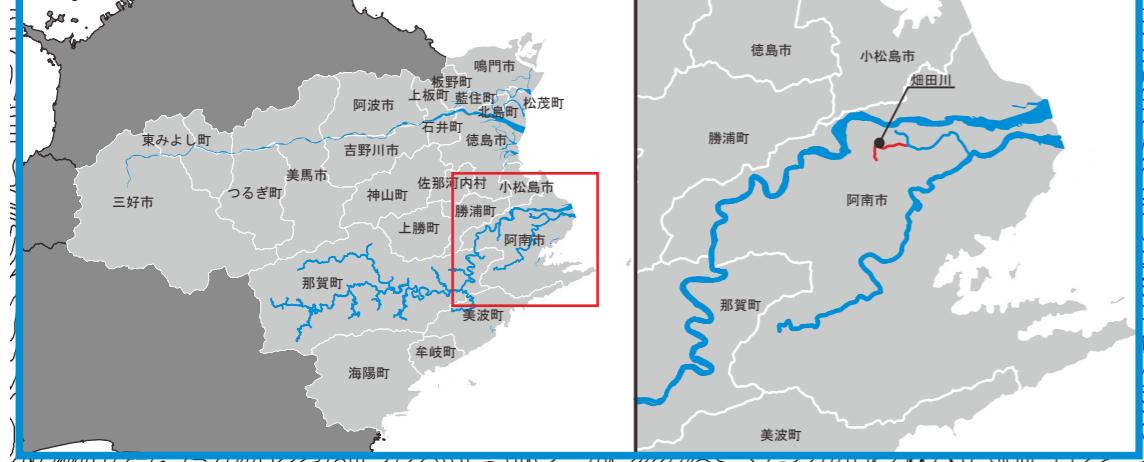 鳴門市
板野町
上板町
藍住町
松茂町
阿波市
北島町
石井町
徳島市
東みよし町
吉野川市
美馬市
佐那河内村
小松島市
つるぎ町
神山町
三好市
勝浦町
上勝町
阿南市
那賀町
美波町
牟岐町
海陽町
徳島市
小松島市
畑田川
勝浦町
阿南市
那賀町
美波町